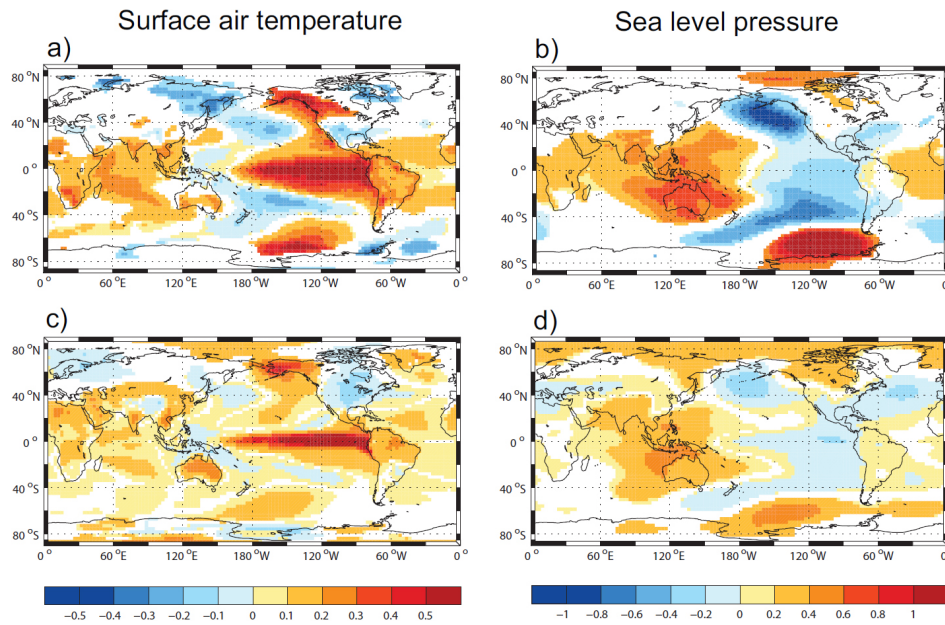 Surface air temperature Sea level pressure
a) b)
80 °N 80 °N
40 °N 40 °N
0 ° 0 °
40 °S 40 °S
80 °S 80 °S
0 ° 60 °E 120 °E 180 °W 120 °W 60 °W 0 ° 0 ° 60 °E 120 °E 180 °W 120 °W 60 °W 0 °
c) d)
80 °N 80 °N
40 °N 40 °N
0 ° 0 °
40 °S 40 °S
80 °S 80 °S
0 ° 60 °E 120 °E 180 °W 120 °W 60 °W 0 ° 0 ° 60 °E 120 °E 180 °W 120 °W 60 °W 0 °
−0.5 −0.4 −0.3 −0.2 −0.1 0 0.1 0.2 0.3 0.4 0.5 −1 −0.8 −0.6 −0.4 −0.2 0 0.2 0.4 0.6 0.8 1